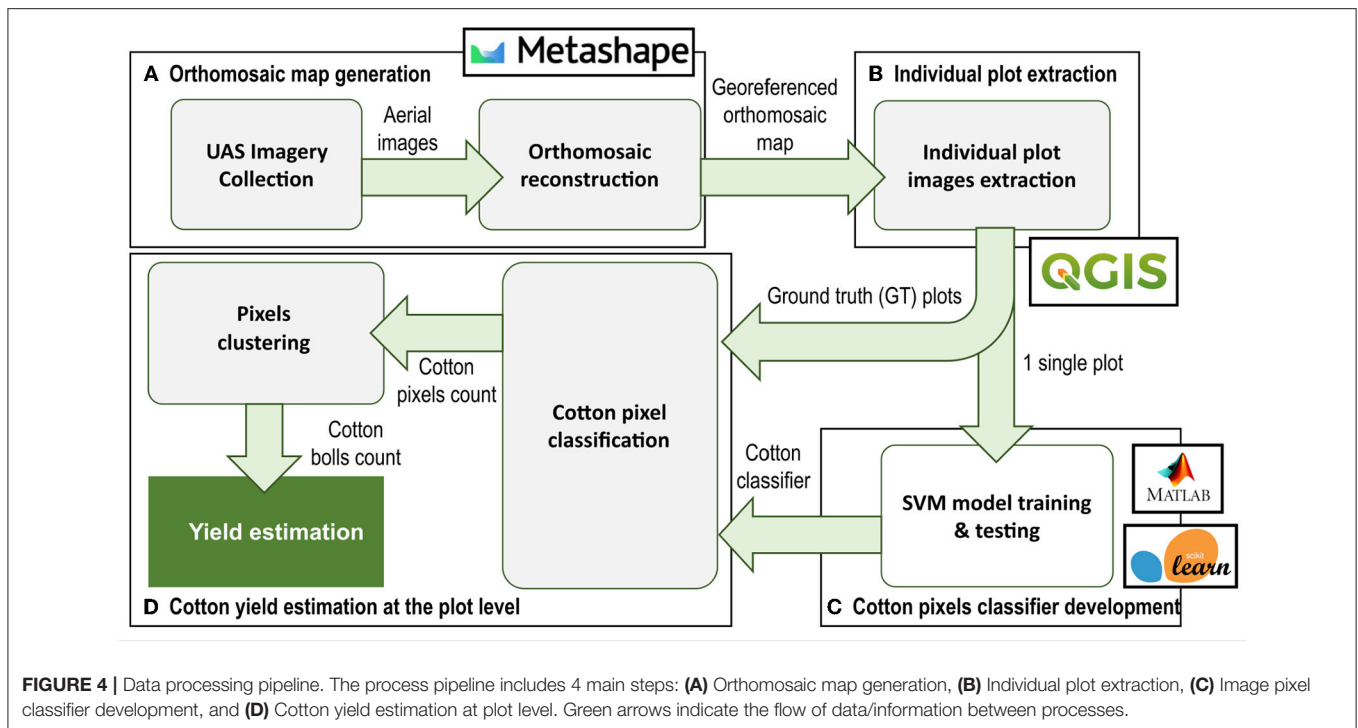 Metashape
A Orthomosaic map generation
UAS Imagery
Collection
Aerial
images
Orthomosaic
reconstruction
Georeferenced
orthomosaic
map
B Individual plot extraction
Individual plot
images extraction
QGIS
Ground truth (GT) plots
1 single plot
Pixels
clustering
Cotton
pixels count
Cotton pixel
classification
Cotton
bolls count
Yield estimation
D Cotton yield estimation at the plot level
Cotton
classifier
SVM model training
& testing
MATLAB
scikit
learn
C Cotton pixels classifier development
FIGURE 4 | Data processing pipeline. The process pipeline includes 4 main steps: (A) Orthomosaic map generation, (B) Individual plot extraction, (C) Image pixel
classifier development, and (D) Cotton yield estimation at plot level. Green arrows indicate the flow of data/information between processes.